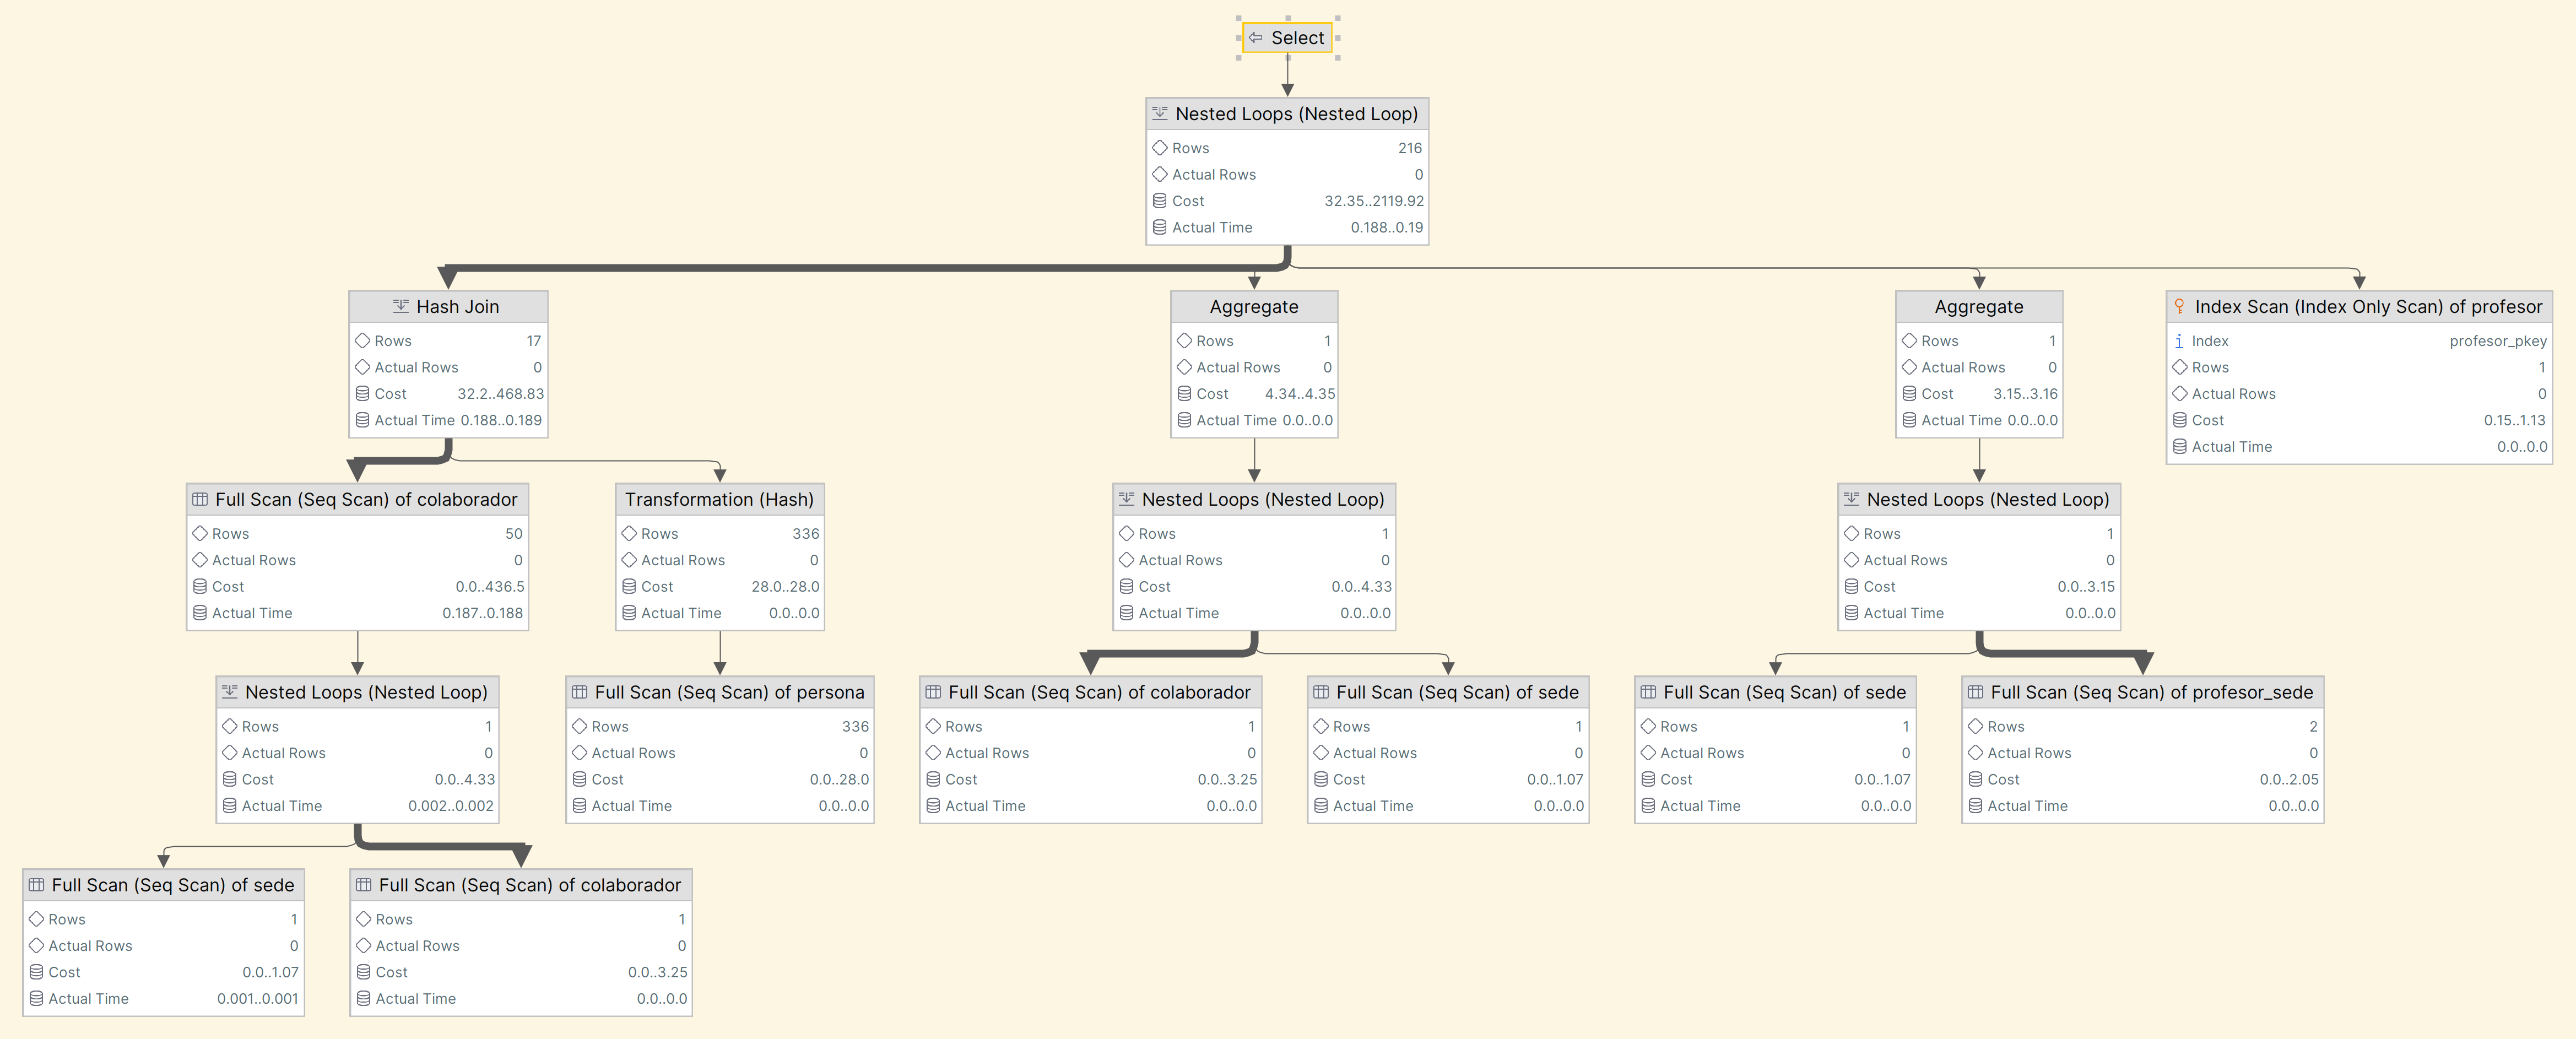 Select
Nested Loops (Nested Loop)
Rows 216
Actual Rows 0
Cost 32.35..2119.92
Actual Time 0.188..0.19
Hash Join
Rows 17
Actual Rows 0
Cost 32.2..468.83
Actual Time 0.188..0.189
Aggregate
Rows 1
Actual Rows 0
Cost 4.34..4.35
Actual Time 0.0..0.0
Aggregate
Rows 1
Actual Rows 0
Cost 3.15..3.16
Actual Time 0.0..0.0
Index Scan (Index Only Scan) of profesor
Index profesor_pkey
Rows 1
Actual Rows 0
Cost 0.15..1.13
Actual Time 0.0..0.0
Full Scan (Seq Scan) of colaborador
Rows 50
Actual Rows 0
Cost 0.0..436.5
Actual Time 0.187..0.188
Transformation (Hash)
Rows 336
Actual Rows 0
Cost 28.0..28.0
Actual Time 0.0..0.0
Nested Loops (Nested Loop)
Rows 1
Actual Rows 0
Cost 0.0..4.33
Actual Time 0.0..0.0
Nested Loops (Nested Loop)
Rows 1
Actual Rows 0
Cost 0.0..3.15
Actual Time 0.0..0.0
Nested Loops (Nested Loop)
Rows 1
Actual Rows 0
Cost 0.0..4.33
Actual Time 0.002..0.002
Full Scan (Seq Scan) of persona
Rows 336
Actual Rows 0
Cost 0.0..28.0
Actual Time 0.0..0.0
Full Scan (Seq Scan) of colaborador
Rows 1
Actual Rows 0
Cost 0.0..3.25
Actual Time 0.0..0.0
Full Scan (Seq Scan) of sede
Rows 1
Actual Rows 0
Cost 0.0..1.07
Actual Time 0.0..0.0
Full Scan (Seq Scan) of sede
Rows 1
Actual Rows 0
Cost 0.0..1.07
Actual Time 0.0..0.0
Full Scan (Seq Scan) of profesor_sede
Rows 2
Actual Rows 0
Cost 0.0..2.05
Actual Time 0.0..0.0
Full Scan (Seq Scan) of sede
Rows 1
Actual Rows 0
Cost 0.0..1.07
Actual Time 0.001..0.001
Full Scan (Seq Scan) of colaborador
Rows 1
Actual Rows 0
Cost 0.0..3.25
Actual Time 0.0..0.0